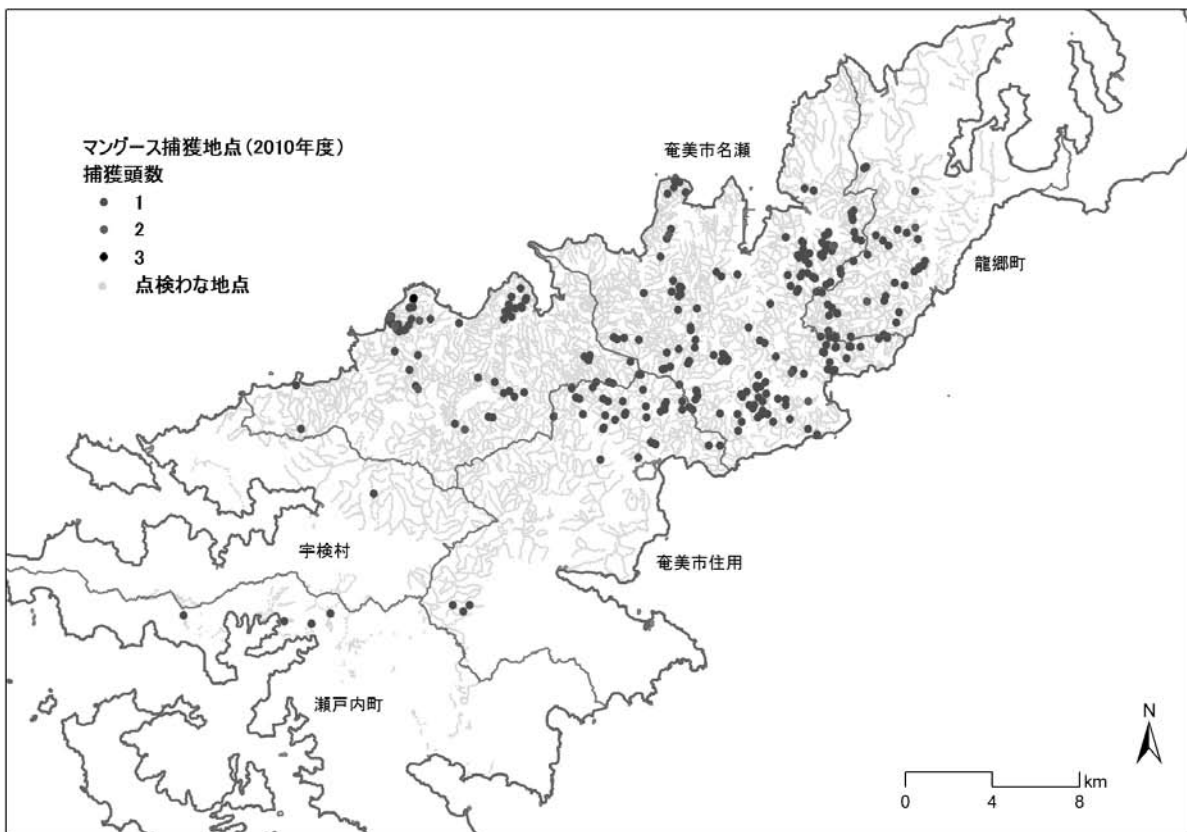 マングース捕獲地点（2010年度）
捕獲頭数
1
2
3
点検わな地点
奄美市名瀬
龍郷町
宇検村
奄美市住用
瀬戸内町
N
km
0 4 8